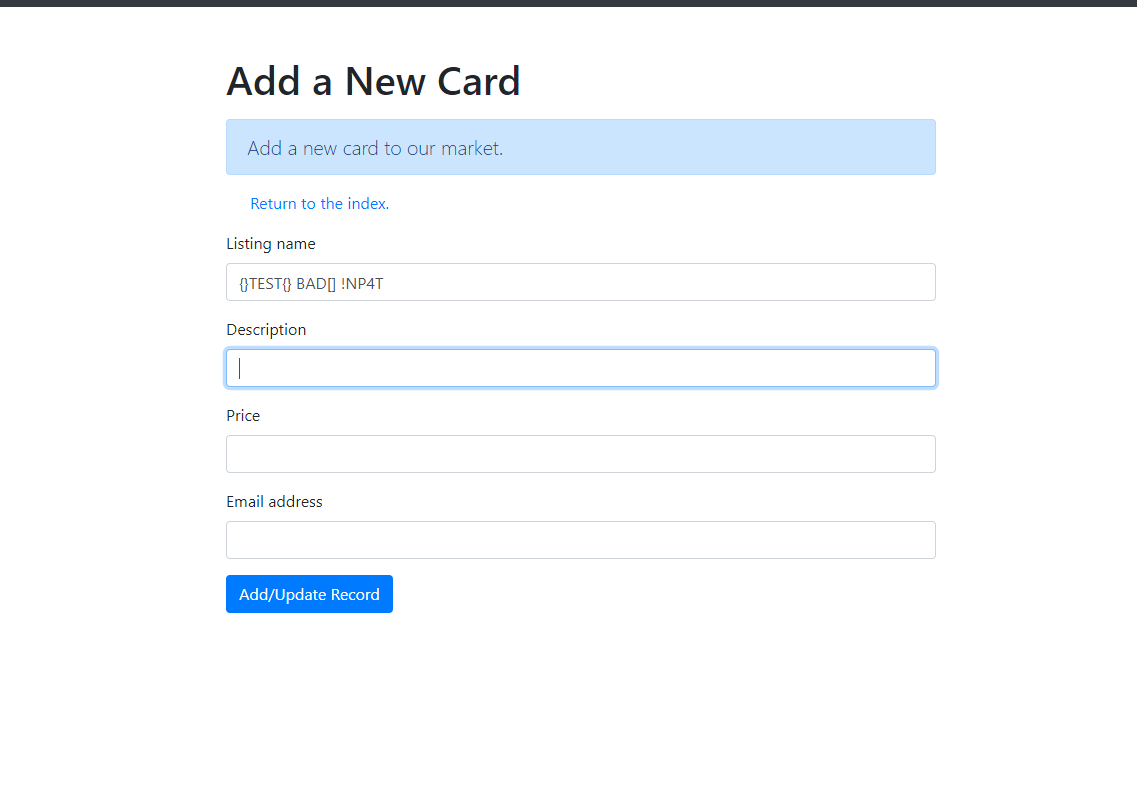 Add a New Card
Add a new card to our market.
Return to the index.
Listing name
{}TEST{} BAD[] !NP4T
Description
Price
Email address
Add/Update Record